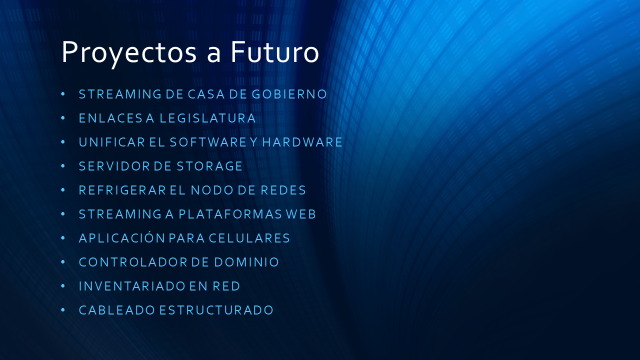 Proyectos a Futuro
• STREAMING DE CASA DE GOBIERNO
• ENLACES A LEGISLATURA
• UNIFICAR EL SOFTWARE Y HARDWARE
• SERVIDOR DE STORAGE
• REFRIGERAR EL NODO DE REDES
• STREAMING A PLATAFORMAS WEB
• APLICACIÓN PARA CELULARES
• CONTROLADOR DE DOMINIO
• INVENTARIADO EN RED
• CABLEADO ESTRUCTURADO